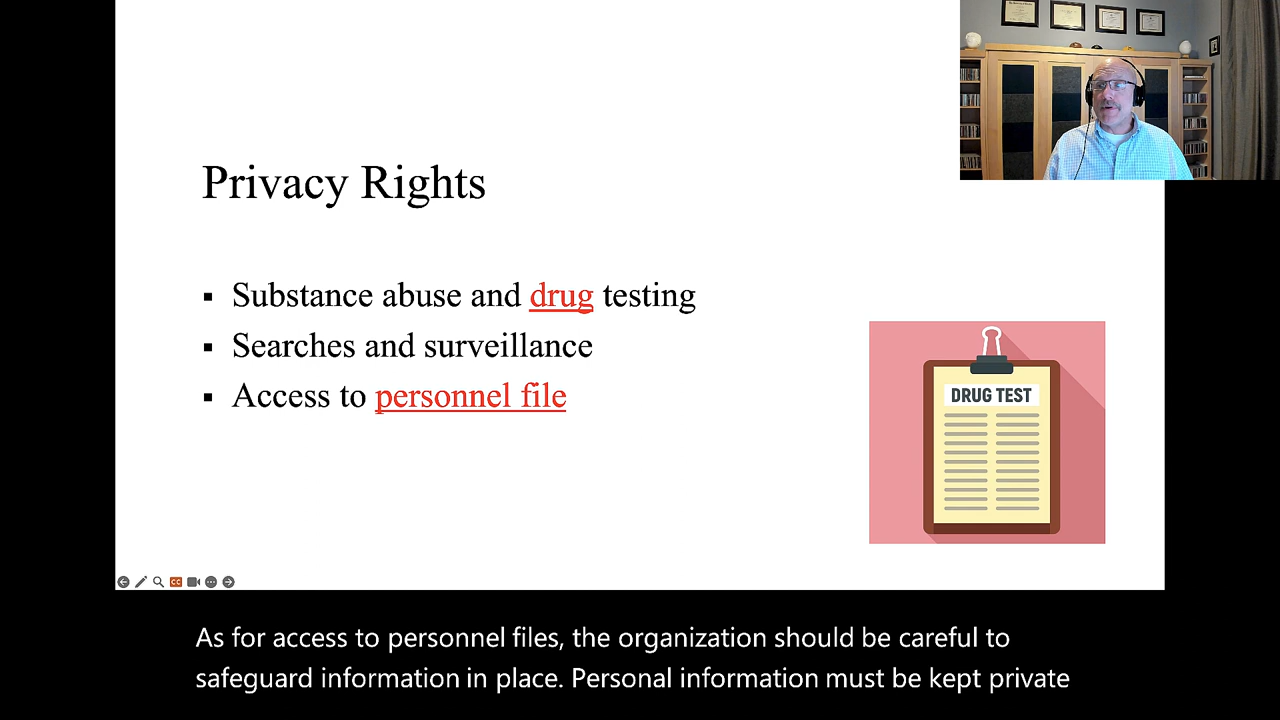 Privacy Rights
▪ Substance abuse and drug testing
▪ Searches and surveillance
▪ Access to personnel file
DRUG TEST
CC
As for access to personnel files, the organization should be careful to
safeguard information in place. Personal information must be kept private